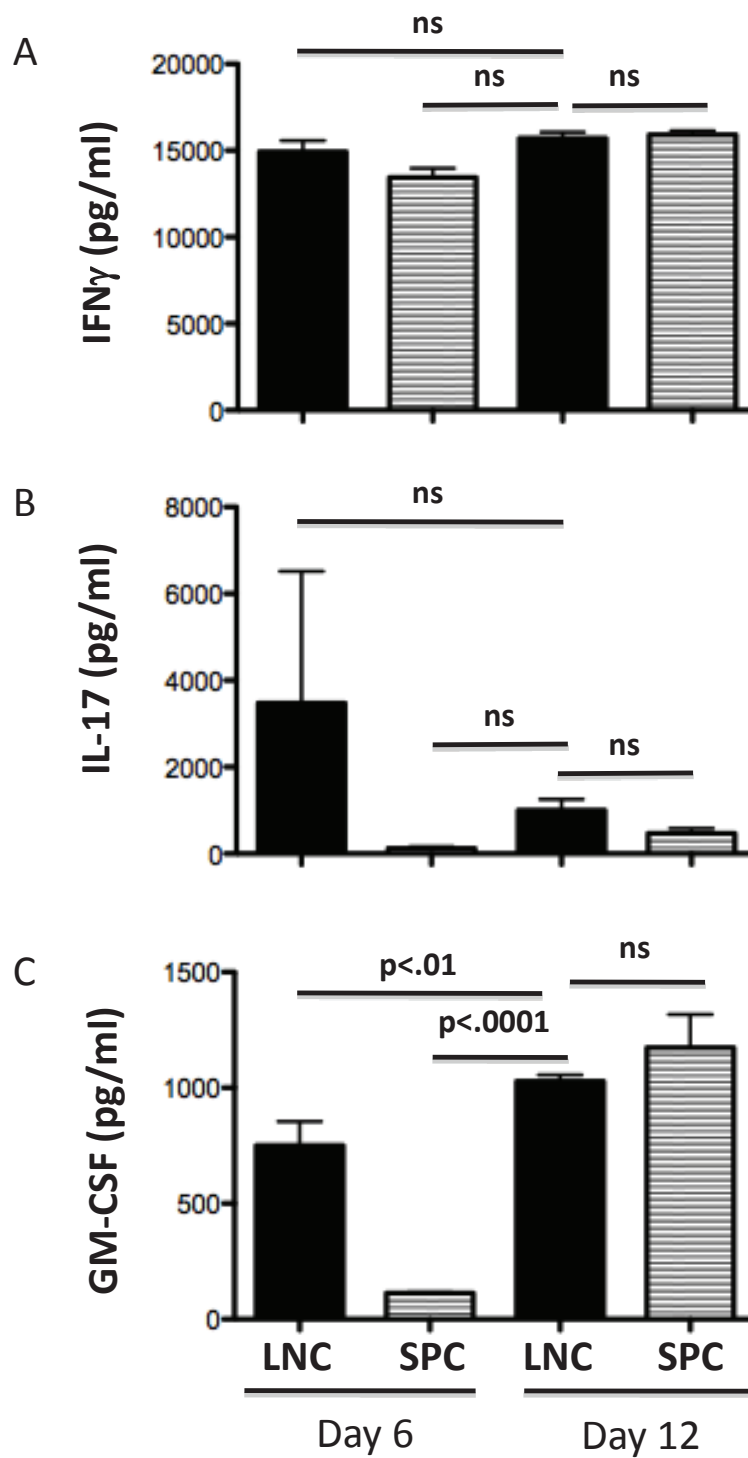 A
ns
ns
ns
20000
15000
10000
5000
0
IFNγ (pg/ml)
B
ns
ns
ns
8000
6000
4000
2000
0
IL-17 (pg/ml)
C
p<.01
ns
p<.0001
1500
1000
500
0
GM-CSF (pg/ml)
LNC SPC LNC SPC
Day 6 Day 12